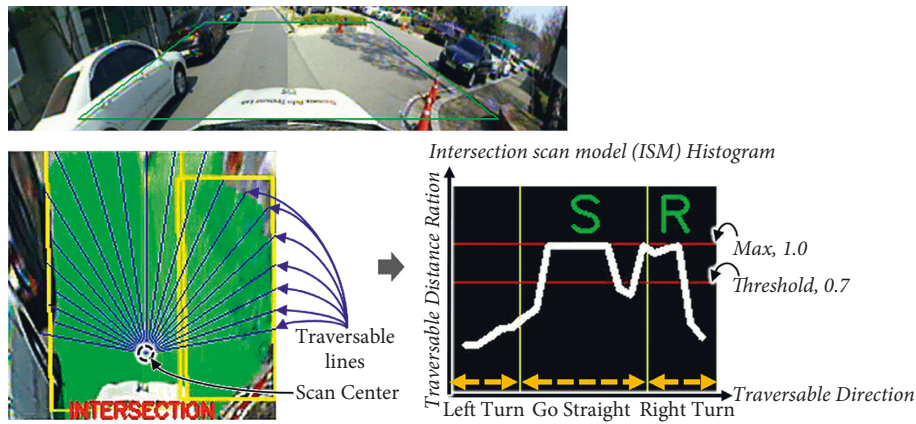 Intersection scan model (ISM) Histogram
Traversable Distance Ration
S R
Max, 1.0
Threshold, 0.7
Traversable
lines
Scan Center
INTERSECTION
Traversable Direction
Left Turn Go Straight Right Turn